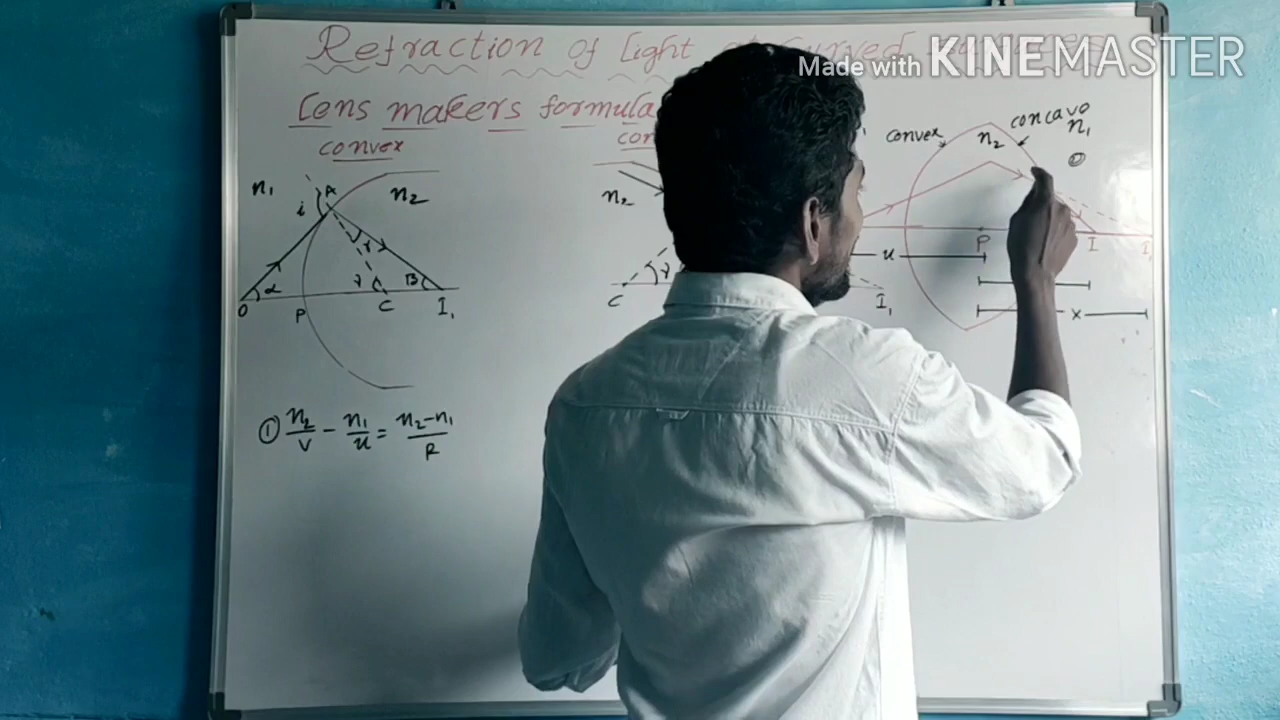 Refraction of light
Made with KINEMASTER
Lens makers formula
convex
n₁
A
i
n₂
r
α
γ
B
O
P
C
I₁
① n₂/v - n₁/u = n₂-n₁/R
n₂
γ
C
I₁
convex
n₂
concavo
n₁
P
I
u
x